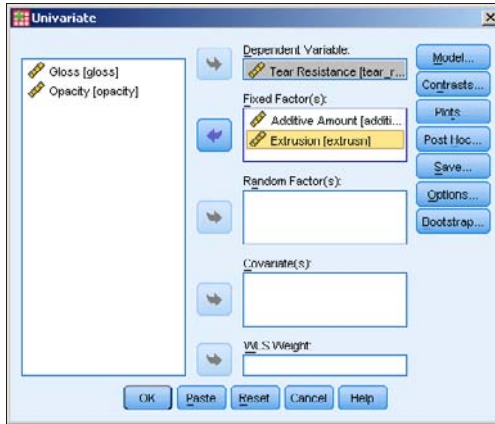 Univariate
Gloss [gloss]
Opacity [opacity]
Dependent Variable:
Tear Resistance [tear_r...
Fixed Factor(s):
Additive Amount [additi...
Extrusion [extrusn]
Random Factor(s):
Covariate(s):
WLS Weight:
Model...
Contrasts...
Plots
Post Hoc...
Save...
Options...
Bootstrap...
OK
Paste
Reset
Cancel
Help